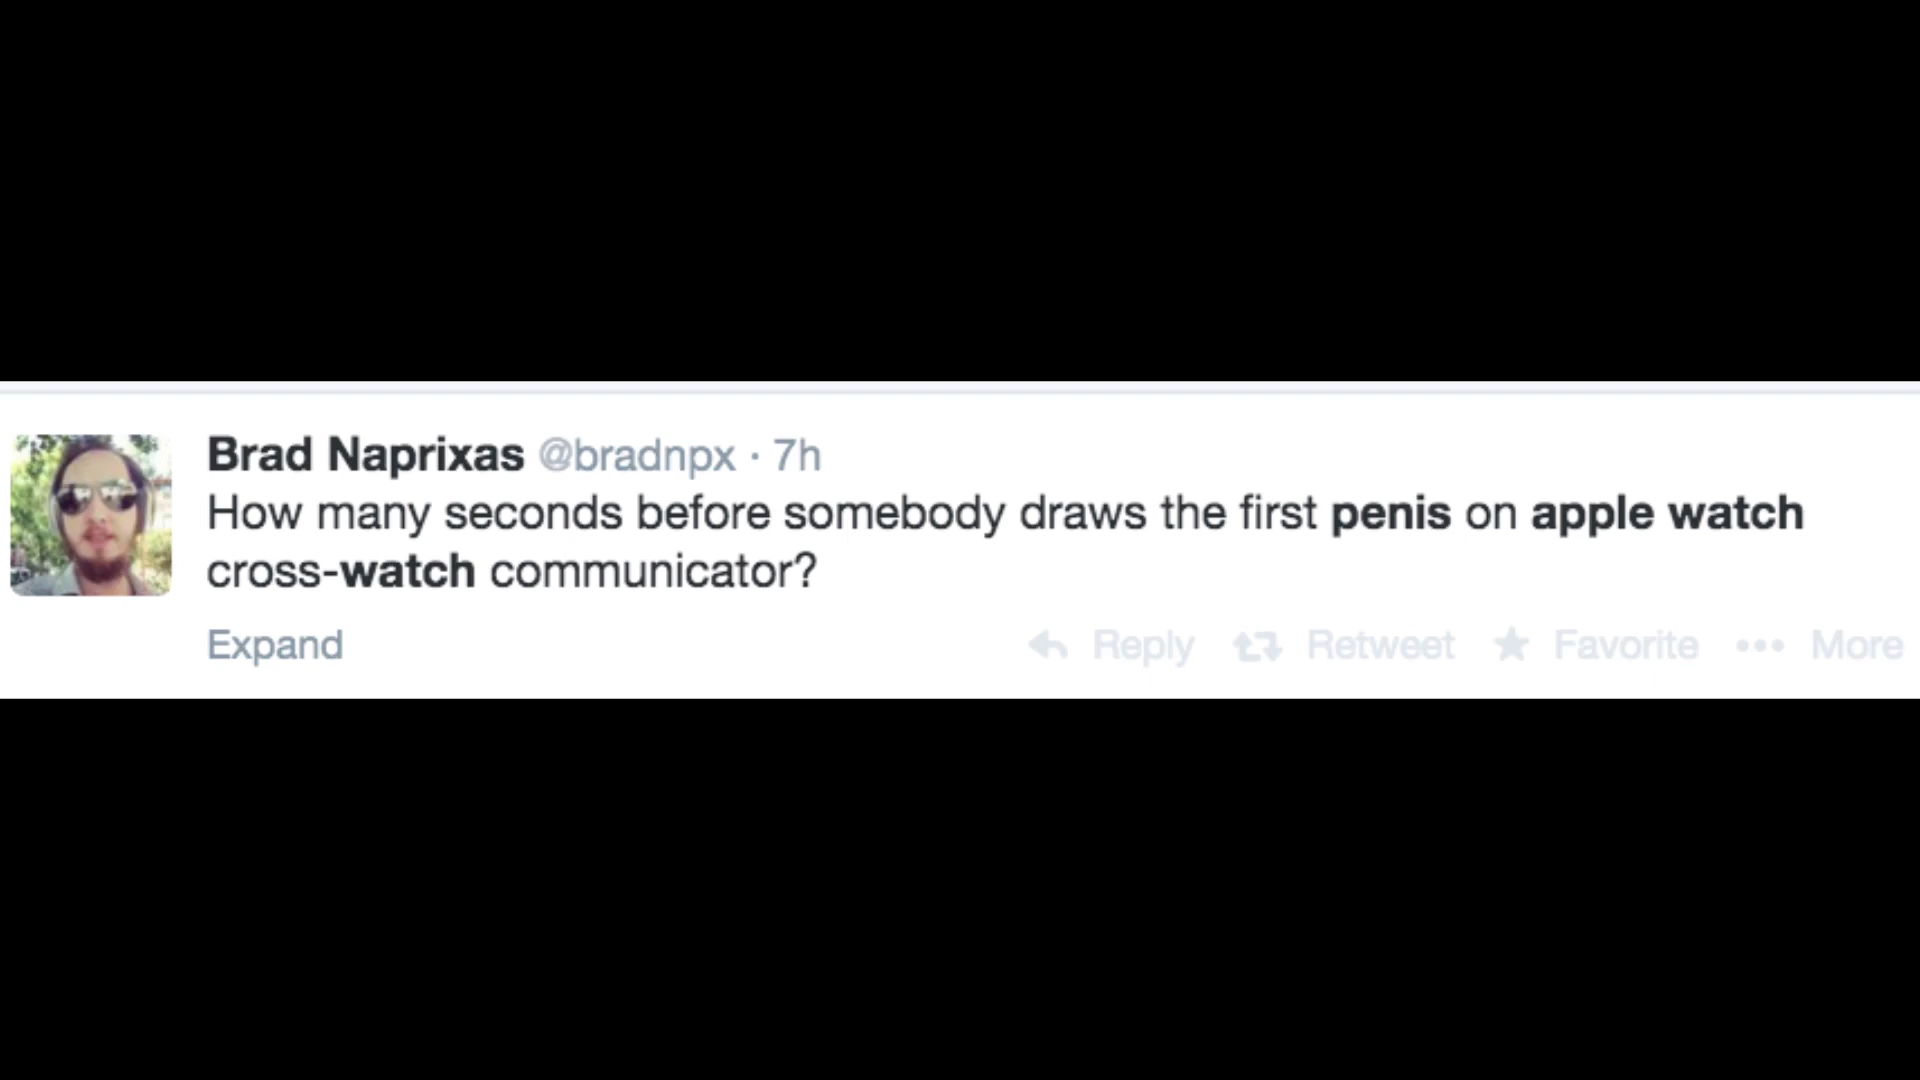 Brad Naprixas @bradnpx · 7h
How many seconds before somebody draws the first penis on apple watch
cross-watch communicator?
Expand Reply Retweet Favorite More